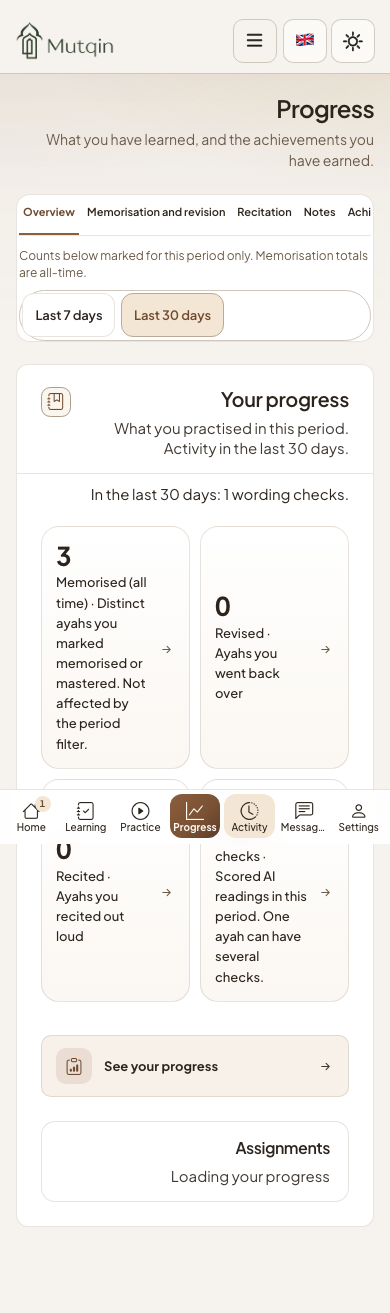 Mutqin
Progress
What you have learned, and the achievements you
have earned.
Overview
Memorisation and revision
Recitation
Notes
Achi
Counts below marked for this period only. Memorisation totals
are all-time.
Last 7 days
Last 30 days
Your progress
What you practised in this period.
Activity in the last 30 days.
In the last 30 days: 1 wording checks.
3
Memorised (all
time) · Distinct
ayahs you
marked
memorised or
mastered. Not
affected by
the period
filter.
→
0
Revised ·
Ayahs you
went back
over
→
1
Home
Learning
Practice
Progress
Activity
Messag...
Settings
0
Recited ·
Ayahs you
recited out
loud
→
checks ·
Scored AI
readings in this
period. One
ayah can have
several
checks.
→
See your progress
→
Assignments
Loading your progress